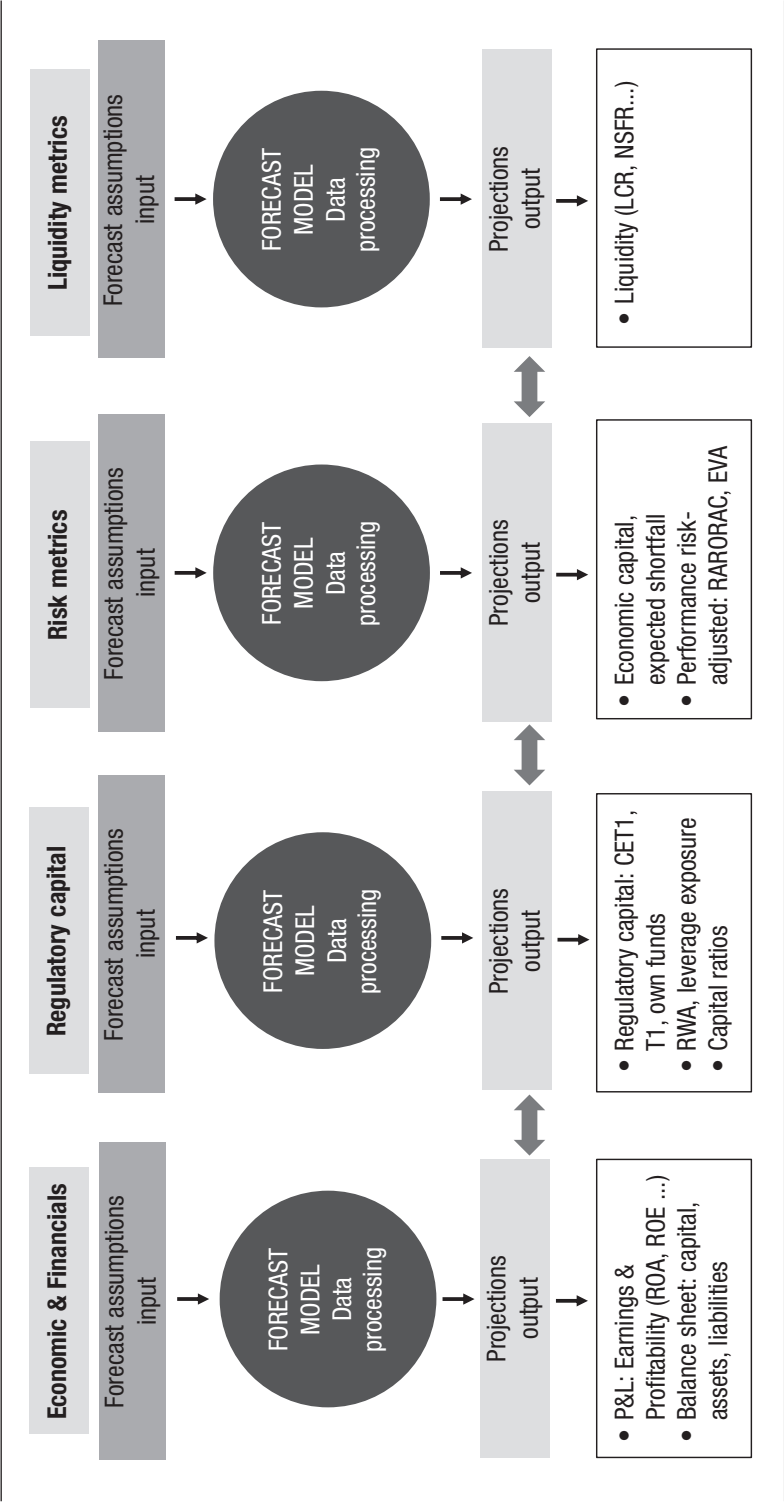 Economic & Financials
Forecast assumptions
input
FORECAST
MODEL
Data
processing
Projections
output
• P&L: Earnings &
Profitability (ROA, ROE ...)
• Balance sheet: capital,
assets, liabilities
Regulatory capital
Forecast assumptions
input
FORECAST
MODEL
Data
processing
Projections
output
• Regulatory capital: CET1,
T1, own funds
• RWA, leverage exposure
• Capital ratios
Risk metrics
Forecast assumptions
input
FORECAST
MODEL
Data
processing
Projections
output
• Economic capital,
expected shortfall
• Performance risk-
adjusted: RARORAC, EVA
Liquidity metrics
Forecast assumptions
input
FORECAST
MODEL
Data
processing
Projections
output
• Liquidity (LCR, NSFR...)